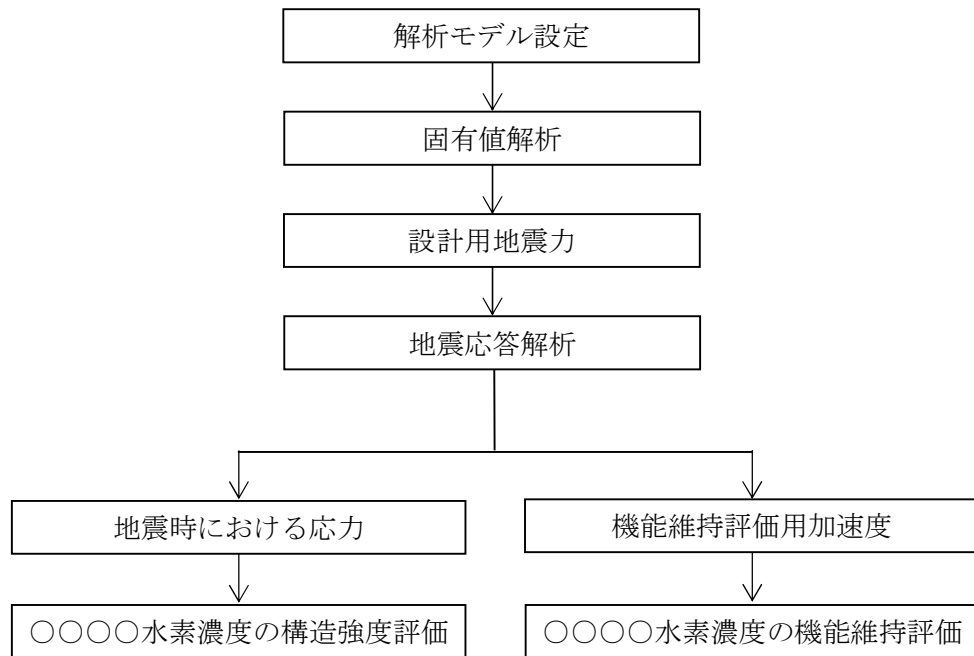 解析モデル設定
固有値解析
設計用地震力
地震応答解析
地震時における応力
機能維持評価用加速度
○○○○水素濃度の構造強度評価
○○○○水素濃度の機能維持評価